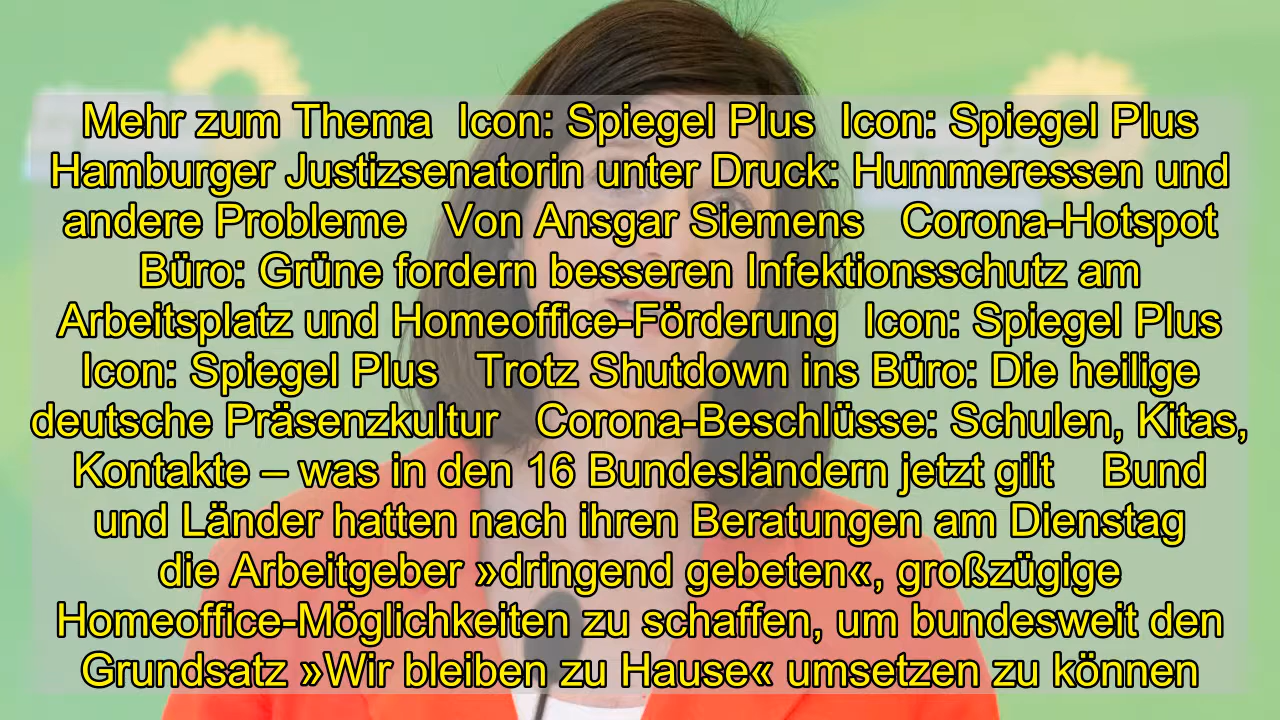 Mehr zum Thema Icon: Spiegel Plus Icon: Spiegel Plus
Hamburger Justizsenatorin unter Druck: Hummeressen und
andere Probleme Von Ansgar Siemens Corona-Hotspot
Büro: Grüne fordern besseren Infektionsschutz am
Arbeitsplatz und Homeoffice-Förderung Icon: Spiegel Plus
Icon: Spiegel Plus Trotz Shutdown ins Büro: Die heilige
deutsche Präsenzkultur Corona-Beschlüsse: Schulen, Kitas,
Kontakte – was in den 16 Bundesländern jetzt gilt Bund
und Länder hatten nach ihren Beratungen am Dienstag
die Arbeitgeber »dringend gebeten«, großzügige
Homeoffice-Möglichkeiten zu schaffen, um bundesweit den
Grundsatz »Wir bleiben zu Hause« umsetzen zu können